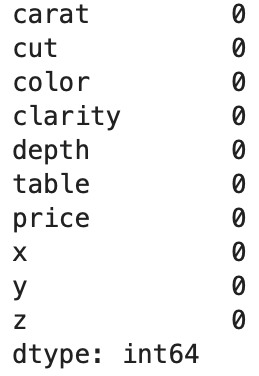 carat 0
cut 0
color 0
clarity 0
depth 0
table 0
price 0
x 0
y 0
z 0
dtype: int64